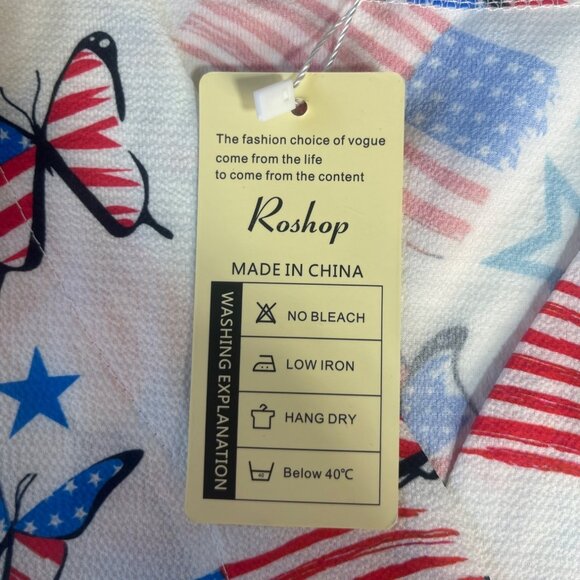 The fashion choice of vogue
come from the life
to come from the content
Roshop
MADE IN CHINA
WASHING EXPLANATION
NO BLEACH
LOW IRON
HANG DRY
40
Below 40℃